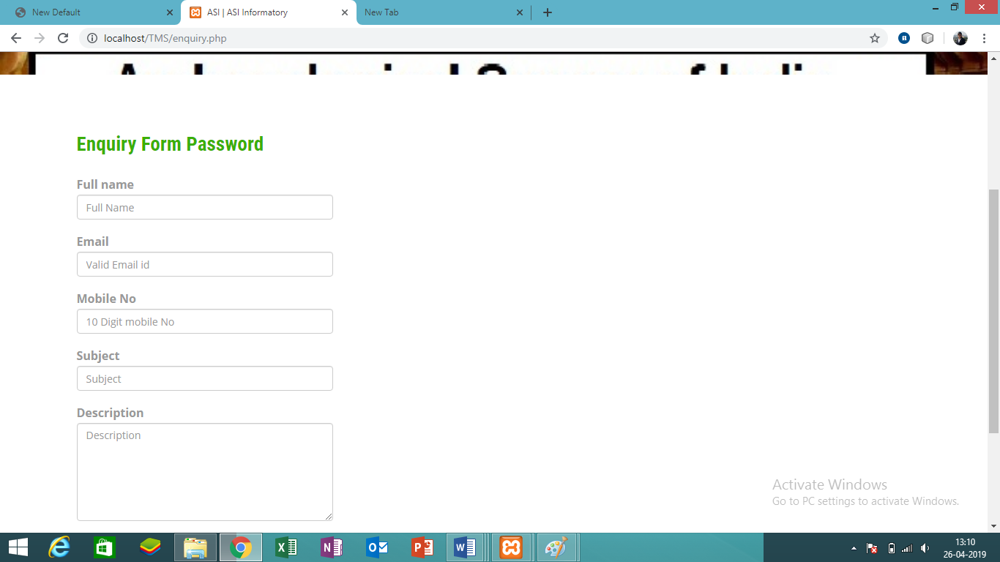 New Default
ASI | ASI Informatory
New Tab
localhost/TMS/enquiry.php
Enquiry Form Password
Full name
Full Name
Email
Valid Email id
Mobile No
10 Digit mobile No
Subject
Subject
Description
Description
Activate Windows
Go to PC settings to activate Windows.
13:10
26-04-2019